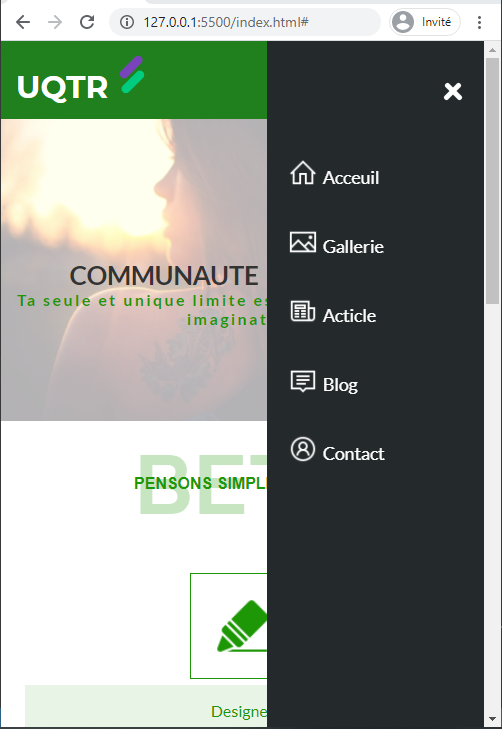 127.0.0.1:5500/index.html#
Invité
UQTR
Acceuil
Gallerie
Acticle
Blog
Contact
COMMUNAUTE
Ta seule et unique limite es
imaginat
BET
PENSONS SIMPL
Designe